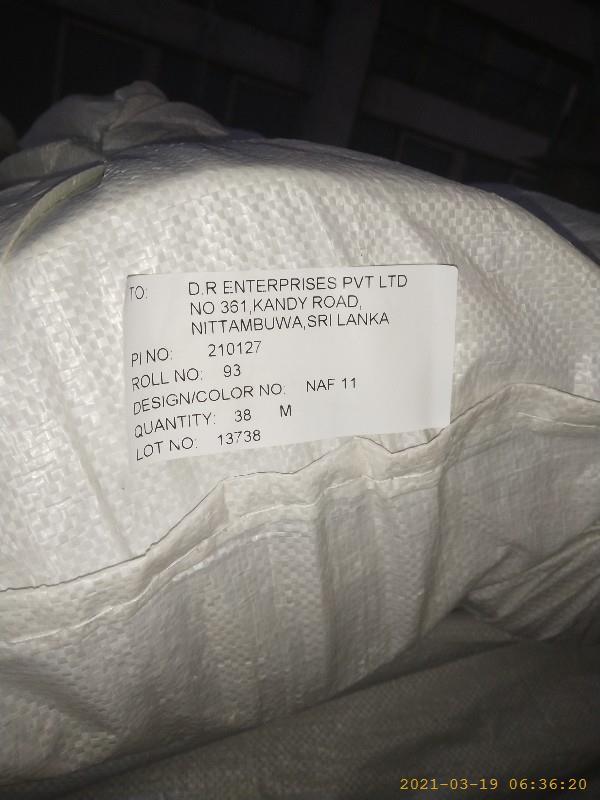 TO: D.R ENTERPRISES PVT LTD
NO 361,KANDY ROAD,
NITTAMBUWA,SRI LANKA
PI NO: 210127
ROLL NO: 93
DESIGN/COLOR NO: NAF 11
QUANTITY: 38 M
LOT NO: 13738
2021-03-19 06:36:20